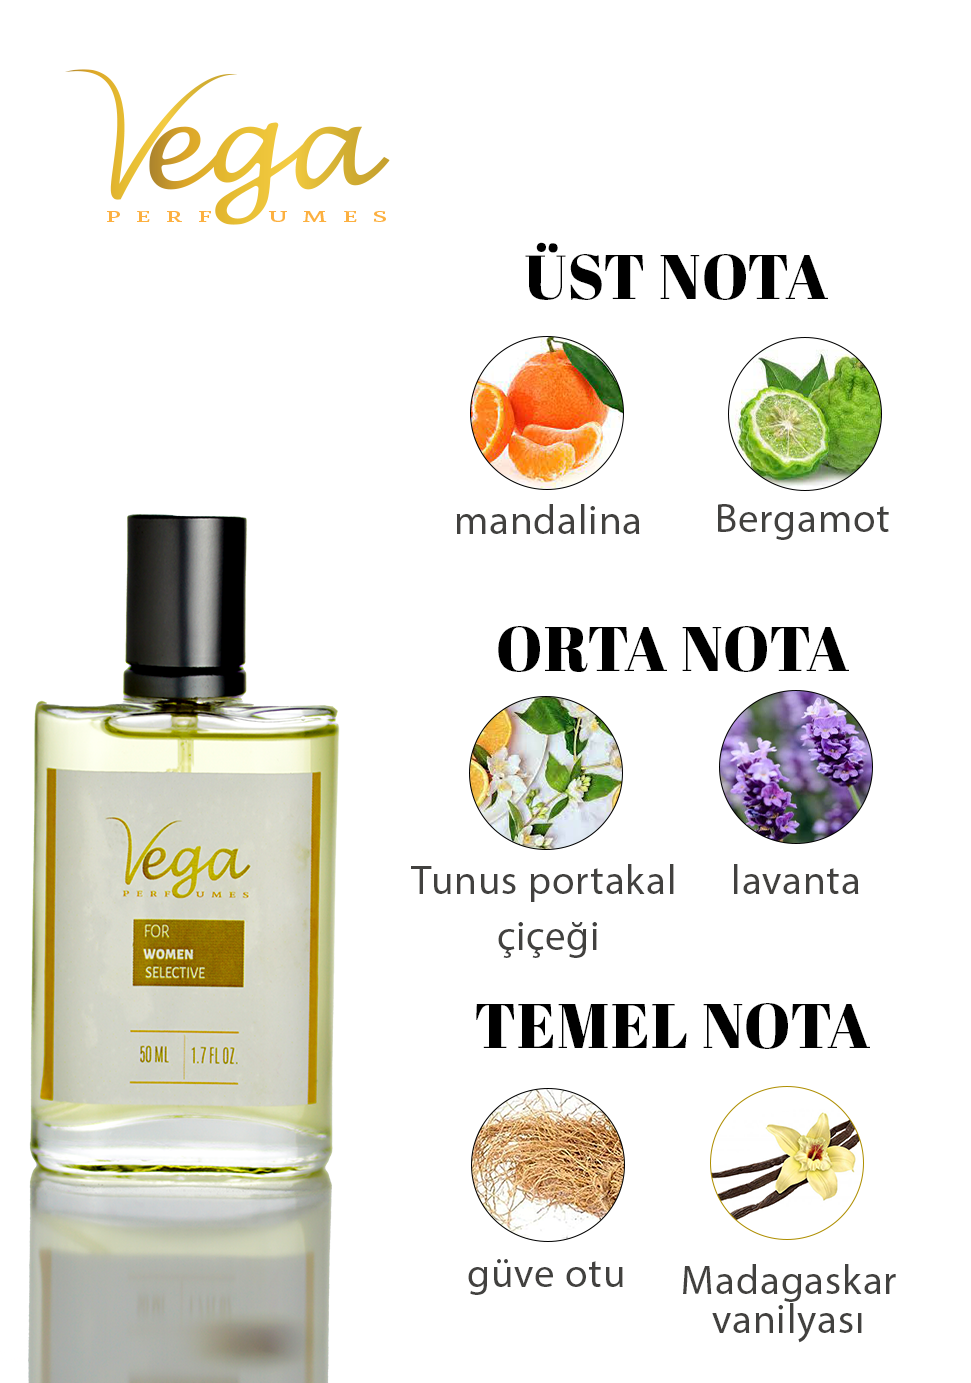 Vega
PERFUMES
ÜST NOTA
mandalina
Bergamot
ORTA NOTA
Tunus portakal
çiçeği
lavanta
Vega
PERFUMES
FOR
WOMEN
SELECTIVE
50 ML
1.7 FL OZ.
TEMEL NOTA
güve otu
Madagaskar
vanilyası